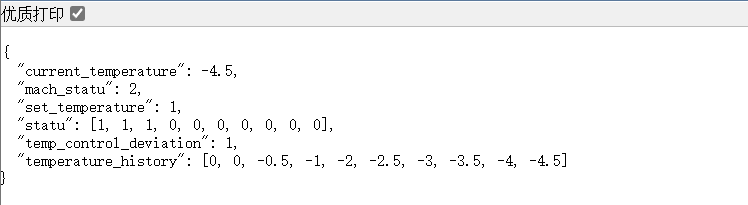 优质打印
{
  "current_temperature": -4.5,
  "mach_statu": 2,
  "set_temperature": 1,
  "statu": [1, 1, 1, 0, 0, 0, 0, 0, 0, 0],
  "temp_control_deviation": 1,
  "temperature_history": [0, 0, -0.5, -1, -2, -2.5, -3, -3.5, -4, -4.5]
}